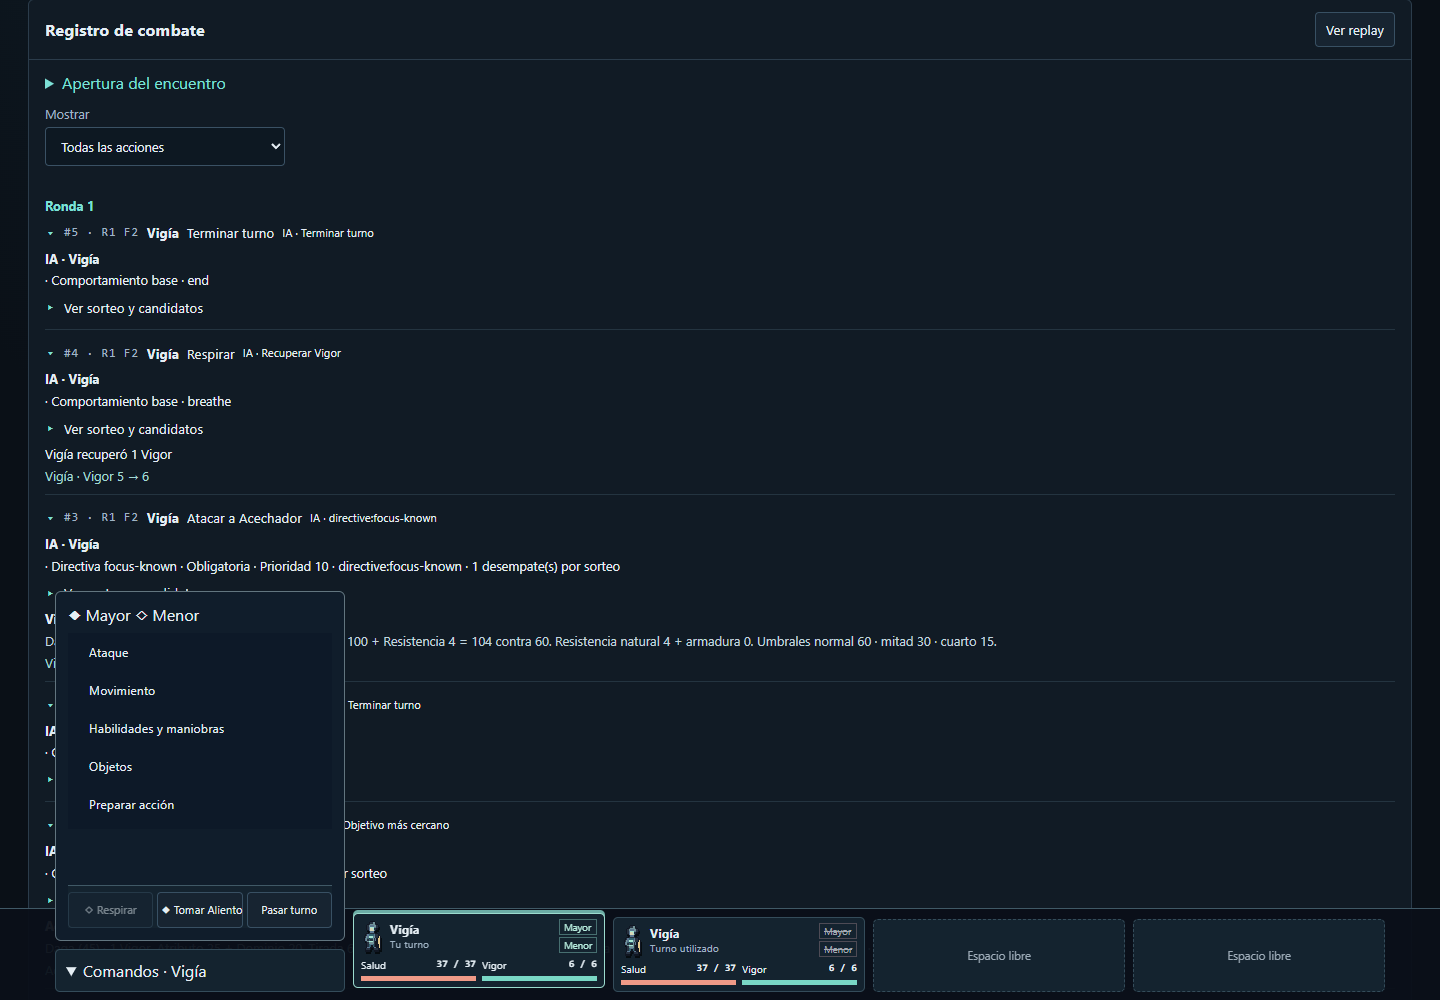 Registro de combate
Ver replay
Apertura del encuentro
Mostrar
Todas las acciones
Ronda 1
#5 · R1 F2 Vigía Terminar turno IA · Terminar turno
IA · Vigía
· Comportamiento base · end
Ver sorteo y candidatos
#4 · R1 F2 Vigía Respirar IA · Recuperar Vigor
IA · Vigía
· Comportamiento base · breathe
Ver sorteo y candidatos
Vigía recuperó 1 Vigor
Vigía · Vigor 5 → 6
#3 · R1 F2 Vigía Atacar a Acechador IA · directive:focus-known
IA · Vigía
· Directiva focus-known · Obligatoria · Prioridad 10 · directive:focus-known · 1 desempate(s) por sorteo
100 + Resistencia 4 = 104 contra 60. Resistencia natural 4 + armadura 0. Umbrales normal 60 · mitad 30 · cuarto 15.
Terminar turno
Objetivo más cercano
sorteo
◆ Mayor ◇ Menor
Ataque
Movimiento
Habilidades y maniobras
Objetos
Preparar acción
◇ Respirar
◆ Tomar Aliento
Pasar turno
Comandos · Vigía
Vigía
Mayor
Tu turno
Menor
Salud 37 / 37 Vigor 6 / 6
Vigía
Mayor
Turno utilizado
Menor
Salud 37 / 37 Vigor 6 / 6
Espacio libre
Espacio libre